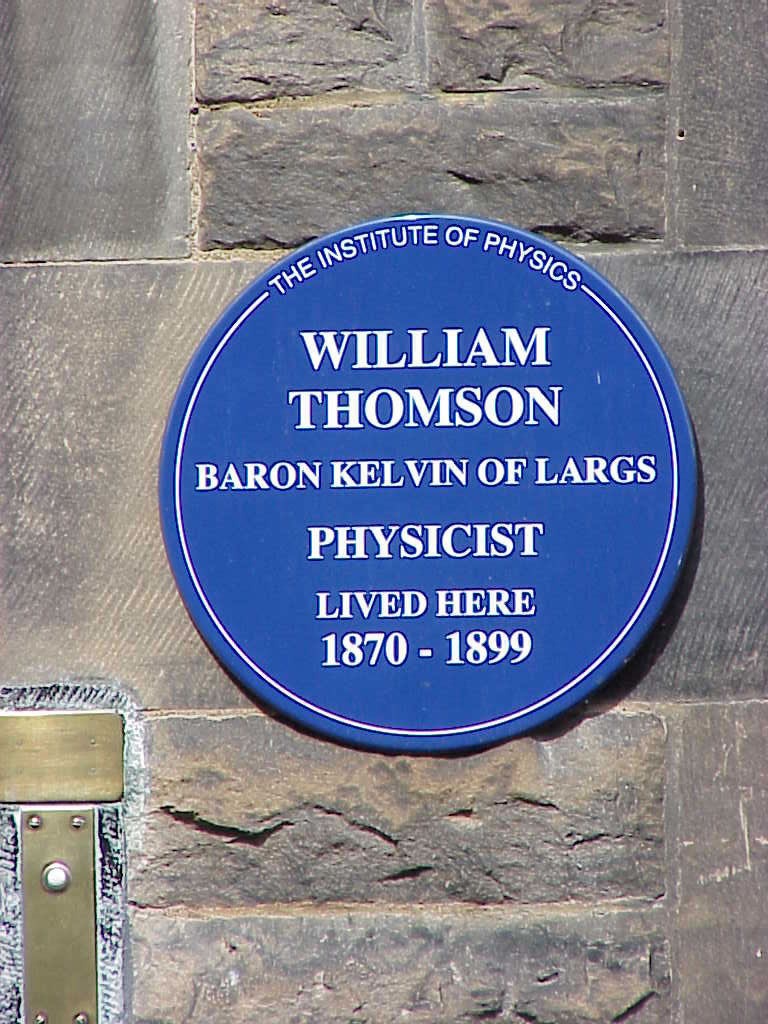 THE INSTITUTE OF PHYSICS
WILLIAM
THOMSON
BARON KELVIN OF LARGS
PHYSICIST
LIVED HERE
1870 - 1899